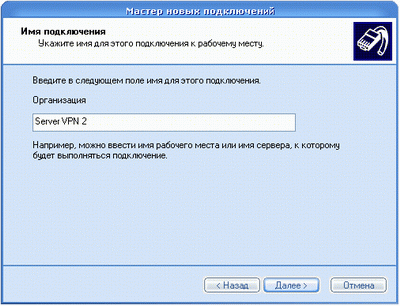 Мастер новых подключений
Имя подключения
Укажите имя для этого подключения к рабочему месту.
Введите в следующем поле имя для этого подключения.
Организация
Server VPN 2
Например, можно ввести имя рабочего места или имя сервера, к которому
будет выполняться подключение.
< Назад
Далее >
Отмена